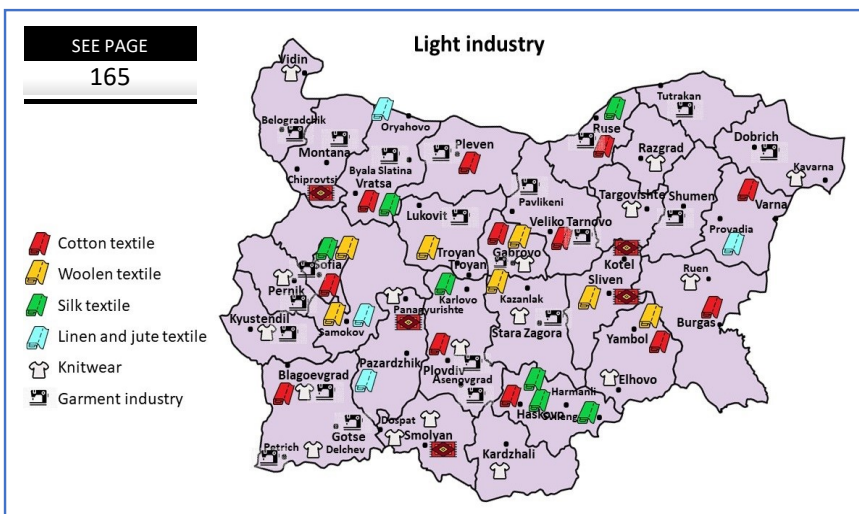 SEE PAGE
165
Light industry
Vidin
Tutrakan
Belogradchik
Oryahovo
Ruse
Dobrich
Montana
Pleven
Razgrad
Byala Slatina
Kavarna
Chiprovtsi
Vratsa
Pavlikeni
Targovishte
Shumen
Lukovit
Varna
Veliko Tarnovo
Provadia
Troyan
Gabrovo
Troyan
Kotel
Sofia
Ruen
Pernik
Karlovo
Kazanlak
Sliven
Kyustendil
Panagyurishte
Samokov
Stara Zagora
Burgas
Yambol
Pazardzhik
Plovdiv
Blagoevgrad
Asenovgrad
Elhovo
Harmanli
Haskovo
Dospat
Gotse
Delchev
Smolyan
Petrich
Kardzhali
Cotton textile
Woolen textile
Silk textile
Linen and jute textile
Knitwear
Garment industry